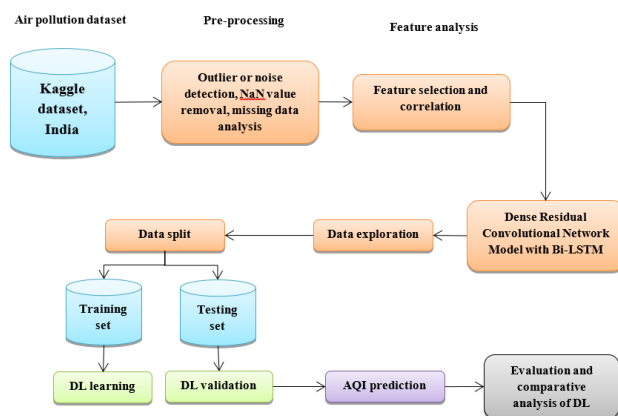 Air pollution dataset
Pre-processing
Feature analysis
Kaggle
dataset,
India
Outlier or noise
detection, NaN value
removal, missing data
analysis
Feature selection and
correlation
Dense Residual
Convolutional Network
Model with Bi-LSTM
Data exploration
Data split
Training
set
Testing
set
DL learning
DL validation
AQI prediction
Evaluation and
comparative
analysis of DL